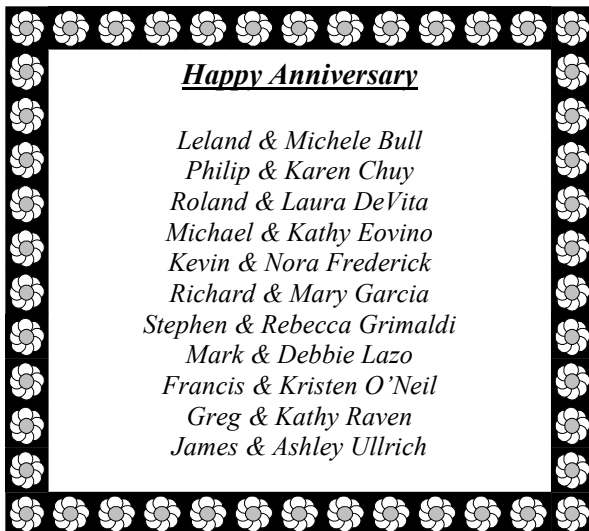 Happy Anniversary
Leland & Michele Bull
Philip & Karen Chuy
Roland & Laura DeVita
Michael & Kathy Eovino
Kevin & Nora Frederick
Richard & Mary Garcia
Stephen & Rebecca Grimaldi
Mark & Debbie Lazo
Francis & Kristen O’Neil
Greg & Kathy Raven
James & Ashley Ullrich